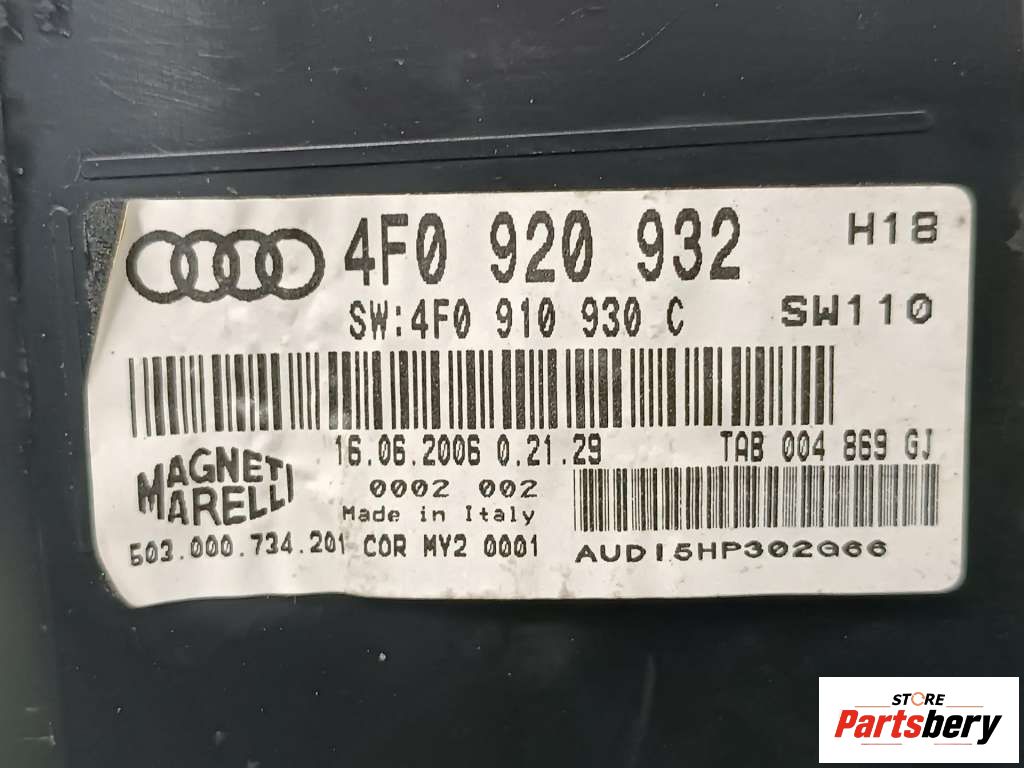 4F0 920 932 H18
SW:4F0 910 930 C SW110
16.06.2006 0.21.29 TAB 004 869 GJ
MAGNETI
MARELLI
0002 002
Made in Italy
503.000.734.201 COR MY2 0001
AUDI5HP302G66
STORE
Partsbery